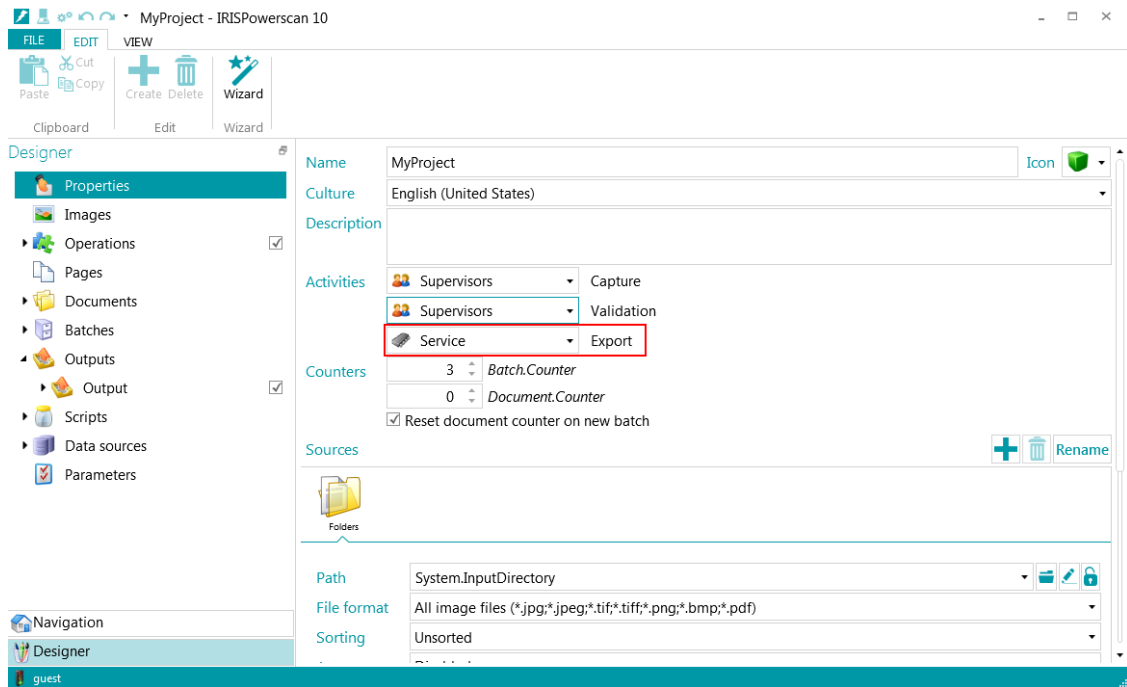 MyProject - IRISPowerscan 10
FILE EDIT VIEW
Paste Cut Copy Create Delete Wizard
Clipboard Edit Wizard
Designer
Properties
Images
Operations
Pages
Documents
Batches
Outputs
Output
Scripts
Data sources
Parameters
Navigation
Designer
guest
Name MyProject Icon
Culture English (United States)
Description
Activities Supervisors Capture
Supervisors Validation
Service Export
Counters 3 Batch.Counter
0 Document.Counter
Reset document counter on new batch
Sources Rename
Folders
Path System.InputDirectory
File format All image files (*.jpg;*.jpeg;*.tif;*.tiff;*.png;*.bmp;*.pdf)
Sorting Unsorted